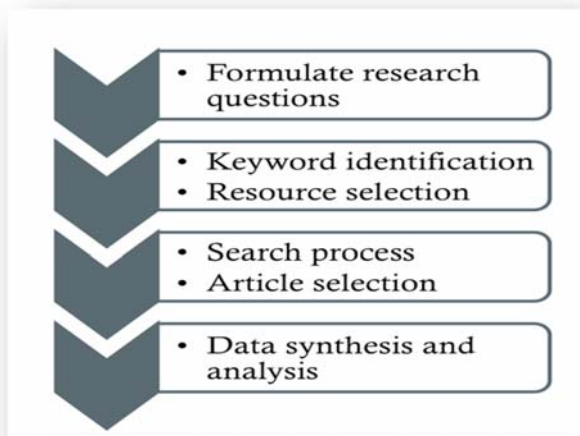 • Formulate research
questions
• Keyword identification
• Resource selection
• Search process
• Article selection
• Data synthesis and
analysis